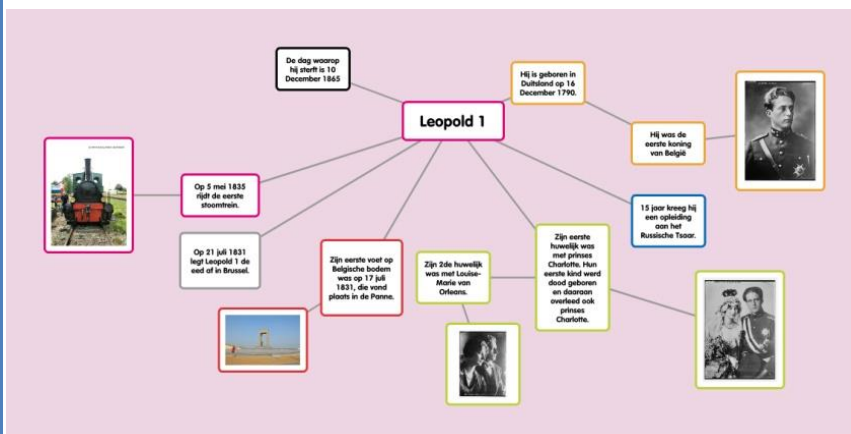 De dag waarop
hij sterft is 10
December 1865
Hij is geboren in
Duitsland op 16
December 1790.
Leopold 1
Hij was de
eerste koning
van België
Op 5 mei 1835
rijdt de eerste
stoomtrein.
15 jaar kreeg hij
een opleiding
aan het
Russische Tsaar.
Op 21 juli 1831
legt Leopold 1 de
eed af in Brussel.
Zijn eerste voet op
Belgische bodem
was op 17 juli
1831, die vond
plaats in de Panne.
Zijn 2de huwelijk
was met Louise-
Marie van
Orleans.
Zijn eerste
huwelijk was
met prinses
Charlotte. Hun
eerste kind werd
dood geboren
en daaraan
overleed ook
prinses
Charlotte.